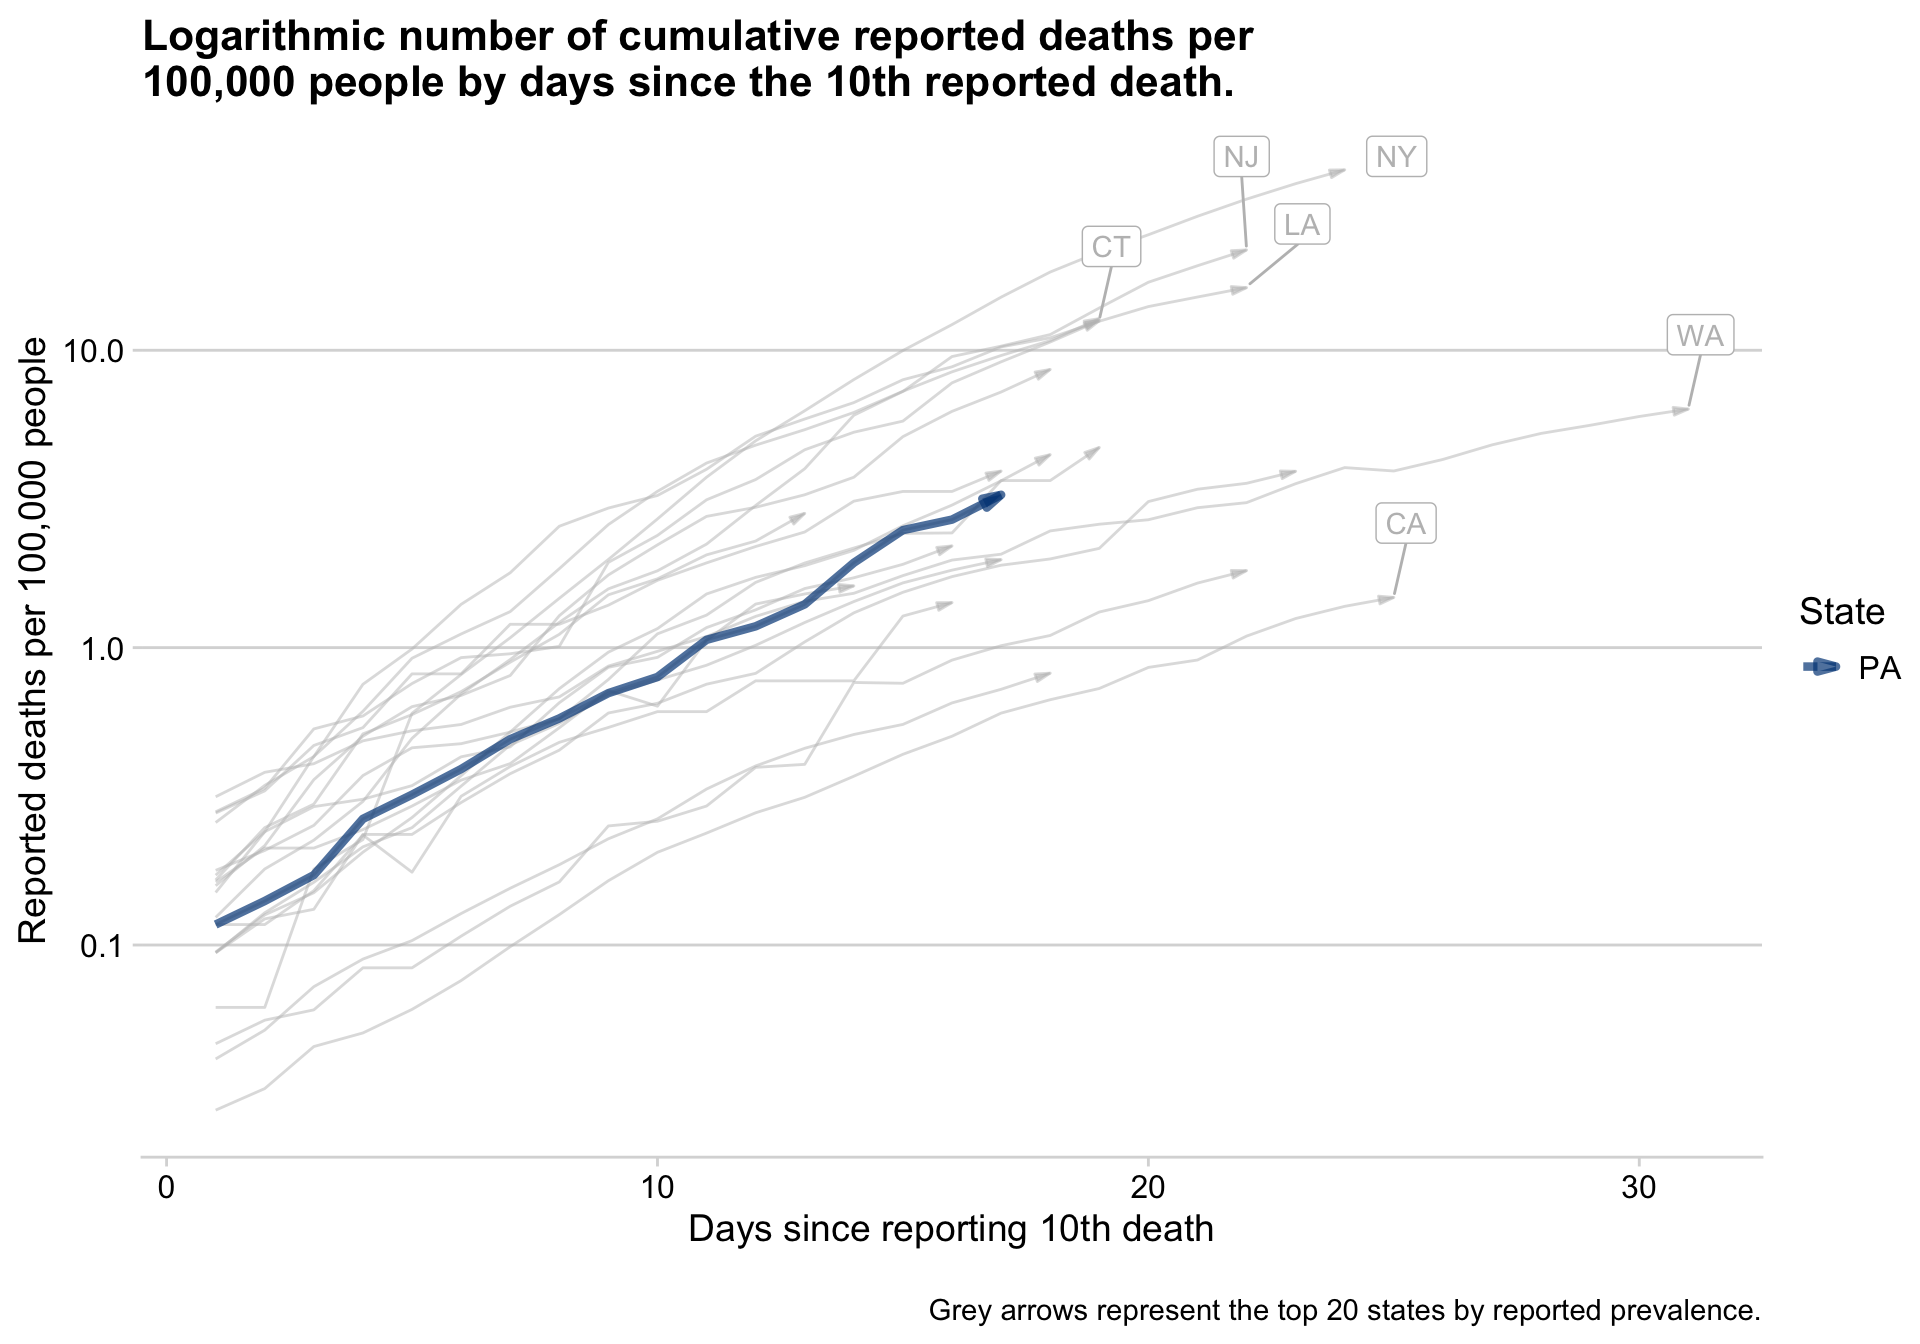 Logarithmic number of cumulative reported deaths per
100,000 people by days since the 10th reported death.
NJ
NY
LA
CT
WA
CA
10.0
1.0
0.1
Reported deaths per 100,000 people
0
10
20
30
Days since reporting 10th death
State
PA
Grey arrows represent the top 20 states by reported prevalence.